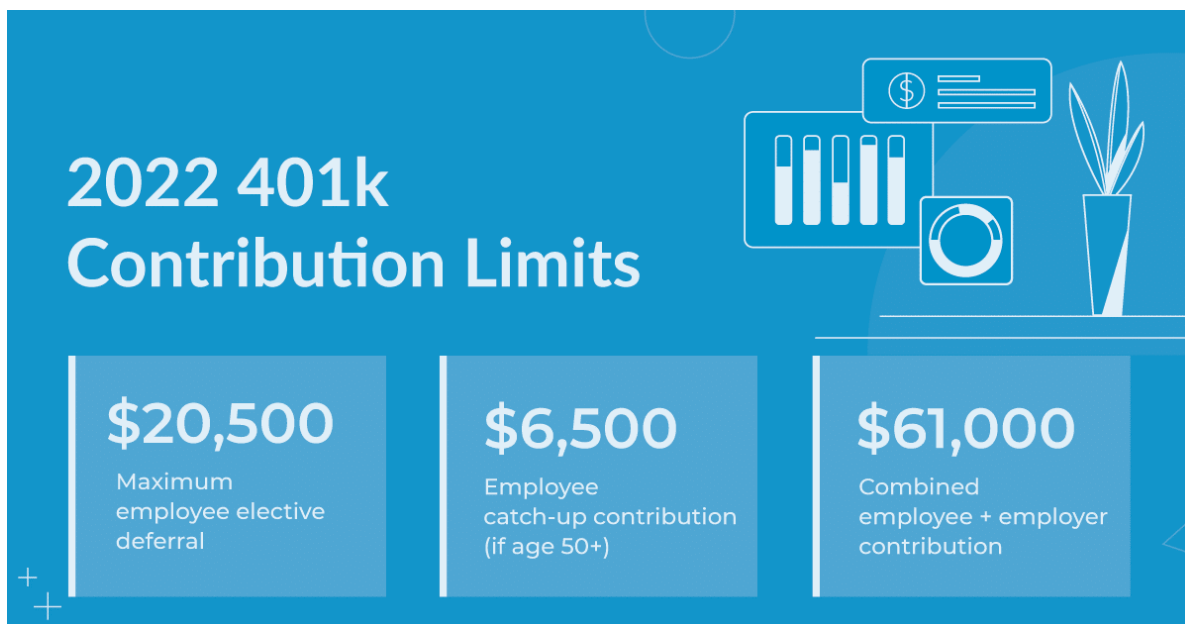 2022 401k
Contribution Limits
$20,500
Maximum
employee elective
deferral
$6,500
Employee
catch-up contribution
(if age 50+)
$61,000
Combined
employee + employer
contribution